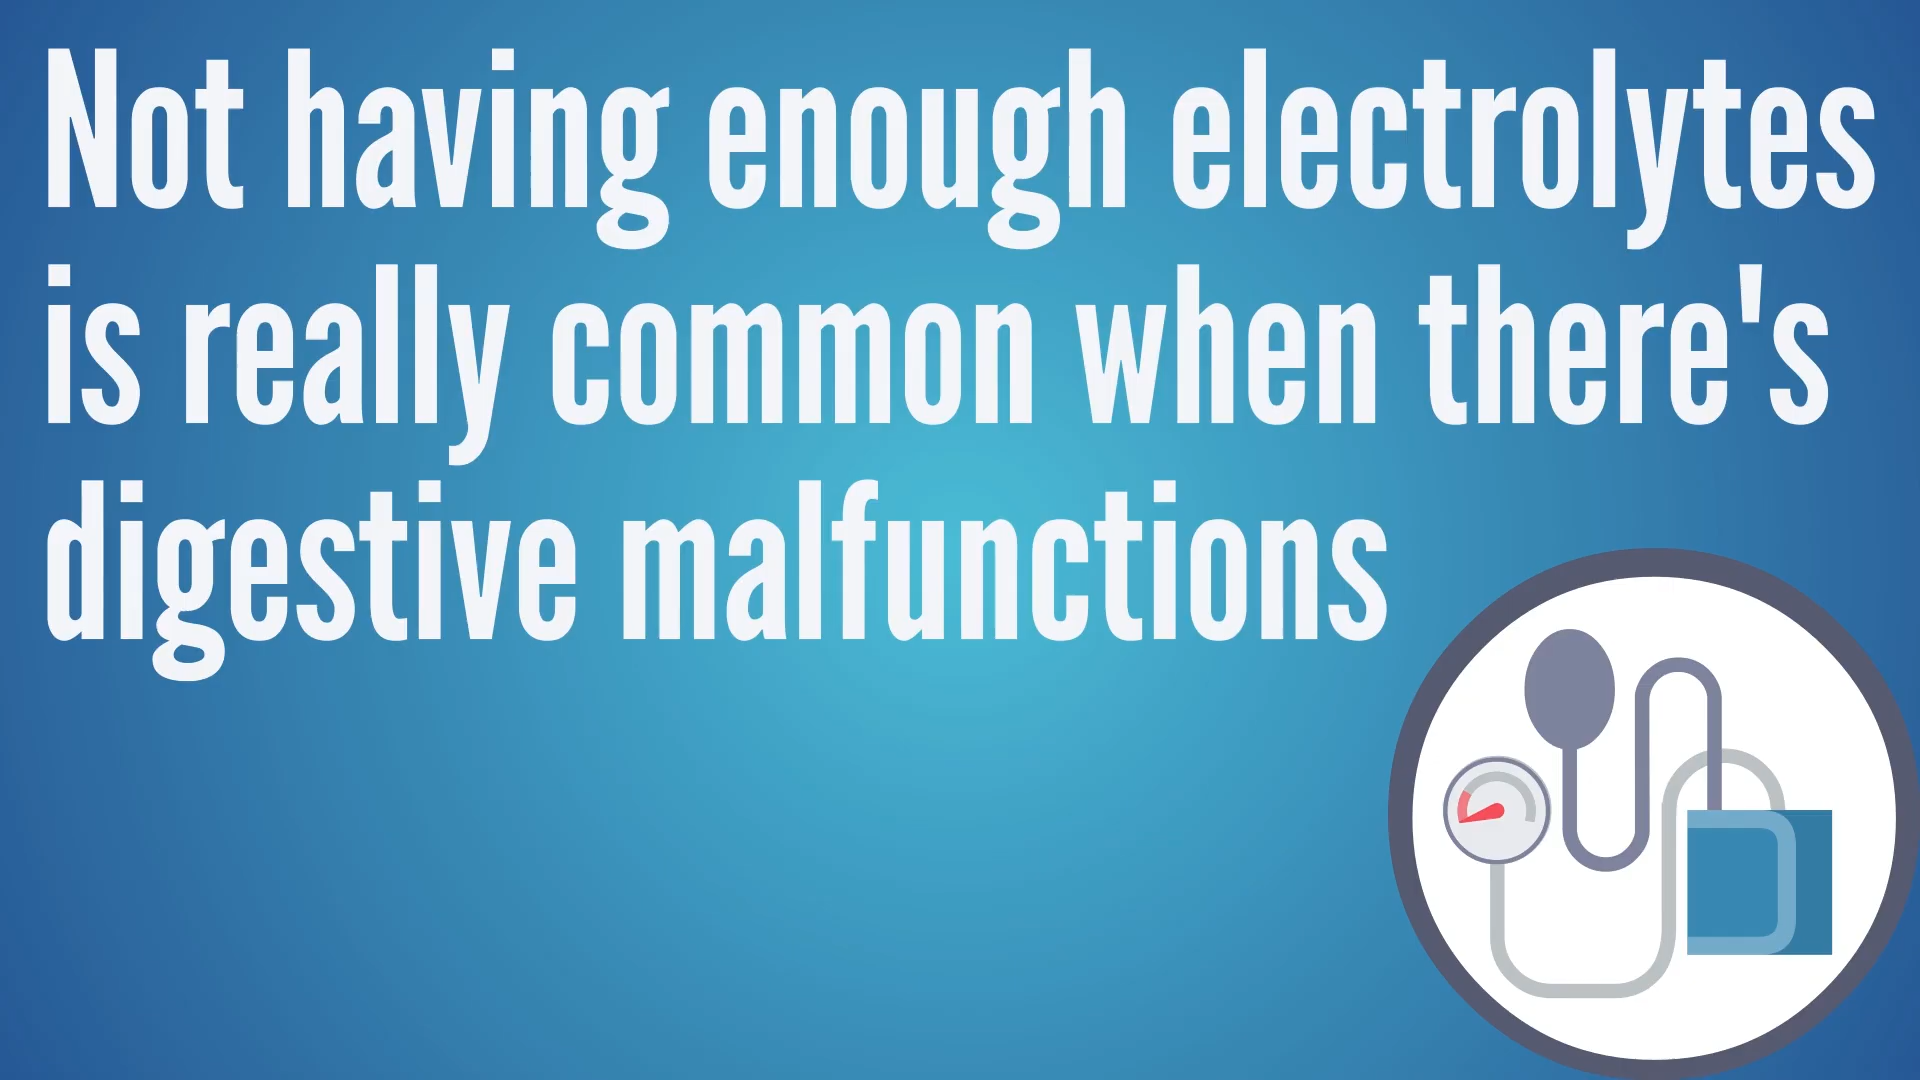 Not having enough electrolytes
is really common when there's
digestive malfunctions